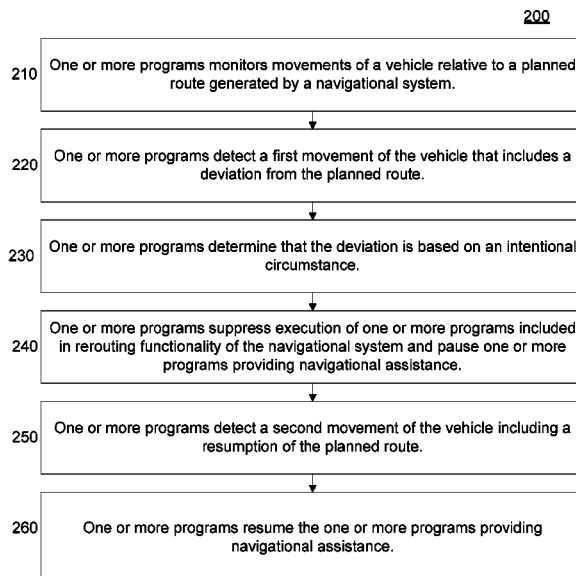 200
210
One or more programs monitors movements of a vehicle relative to a planned
route generated by a navigational system.
220
One or more programs detect a first movement of the vehicle that includes a
deviation from the planned route.
230
One or more programs determine that the deviation is based on an intentional
circumstance.
240
One or more programs suppress execution of one or more programs included
in rerouting functionality of the navigational system and pause one or more
programs providing navigational assistance.
250
One or more programs detect a second movement of the vehicle including a
resumption of the planned route.
260
One or more programs resume the one or more programs providing
navigational assistance.